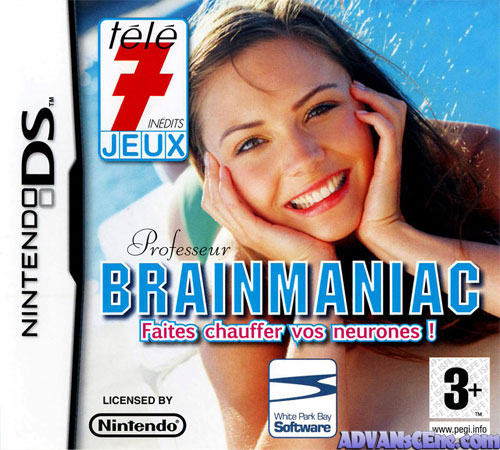 NINTENDO DS™
télé
7
INÉDITS
JEUX
Professeur
BRAINMANIAC
Faites chauffer vos neurones !
LICENSED BY
Nintendo®
White Park Bay
Software
3+
www.pegi.info
ADVANsCEne.com